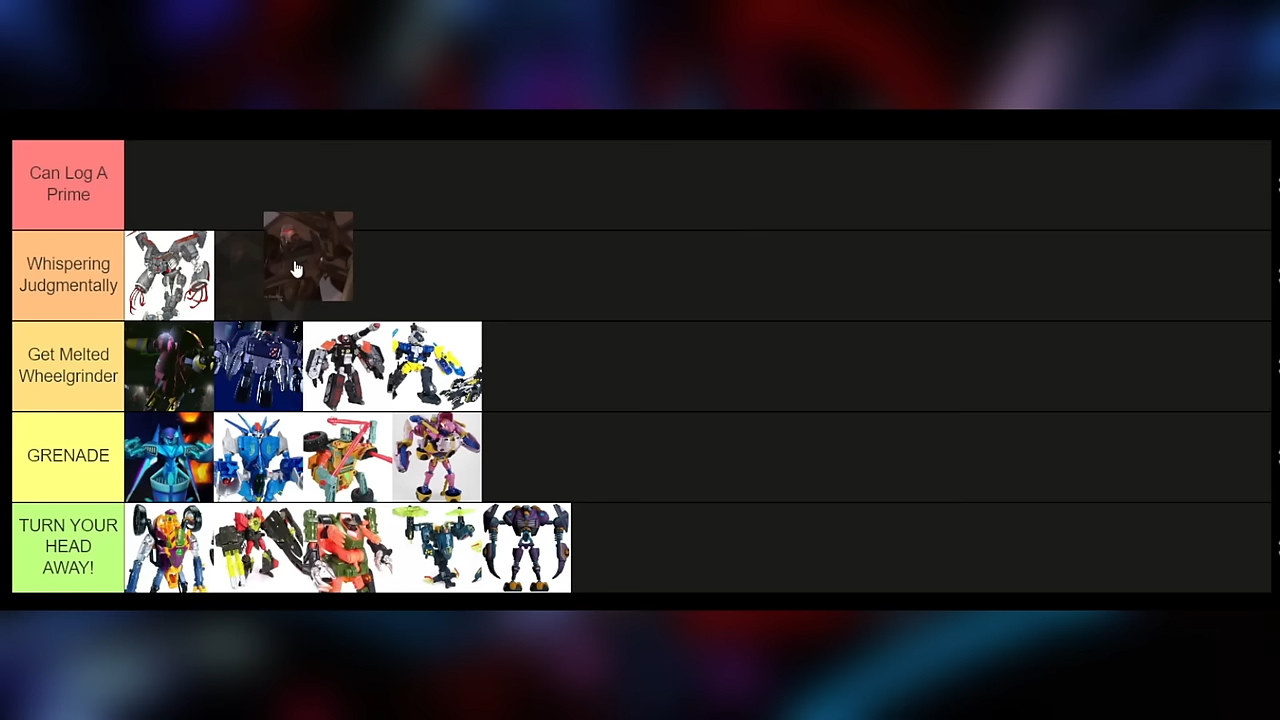 Can Log A
Prime
Whispering
Judgmentally
Get Melted
Wheelgrinder
GRENADE
TURN YOUR
HEAD
AWAY!